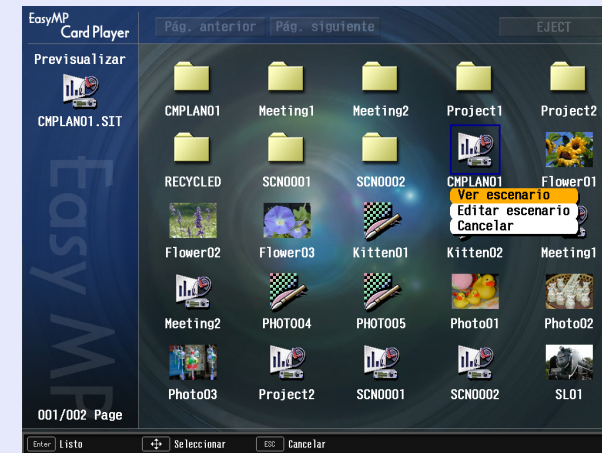 EasyMP
Card Player
Pág. anterior Pág. siguiente EJECT
Previsualizar
CMPLAN01.SIT
CMPLAN01 Meeting1 Meeting2 Project1 Project2
RECYCLED SCN0001 SCN0002 CMPLAN01 Flower01
Ver escenario
Editar escenario
Cancelar
Flower02 Flower03 Kitten01 Kitten02 Meeting1
Meeting2 PHOTO04 PHOTO05 Photo01 Photo02
Photo03 Project2 SCN0001 SCN0002 SL01
Easy MP
001/002 Page
Enter Listo Seleccionar ESC Cancelar